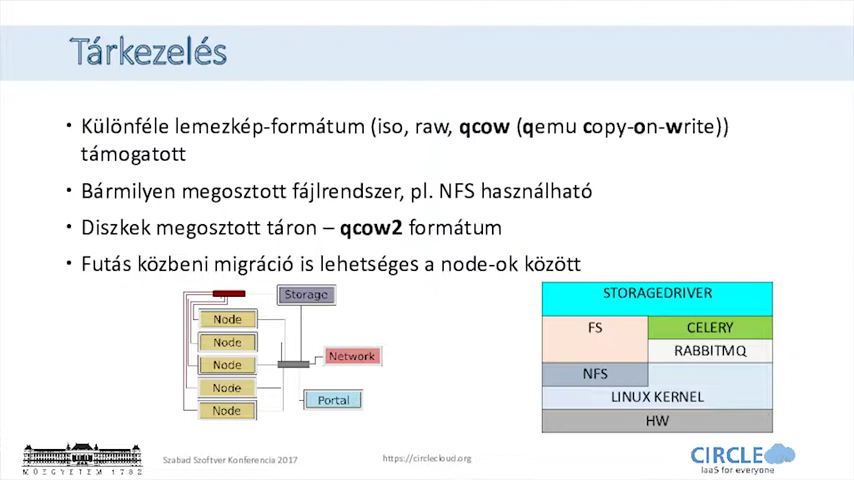 Tárkezelés
• Különféle lemezkép-formátum (iso, raw, qcow (qemu copy-on-write))
támogatott
• Bármilyen megosztott fájlrendszer, pl. NFS használható
• Diszkek megosztott táron – qcow2 formátum
• Futás közbeni migráció is lehetséges a node-ok között
Storage
Node
Node
Node
Node
Node
Network
Portal
STORAGEDRIVER
FS
CELERY
RABBITMQ
NFS
LINUX KERNEL
HW
MŰEGYETEM 1782
Szabad Szoftver Konferencia 2017
https://circlecloud.org
CIRCLE
IaaS for everyone